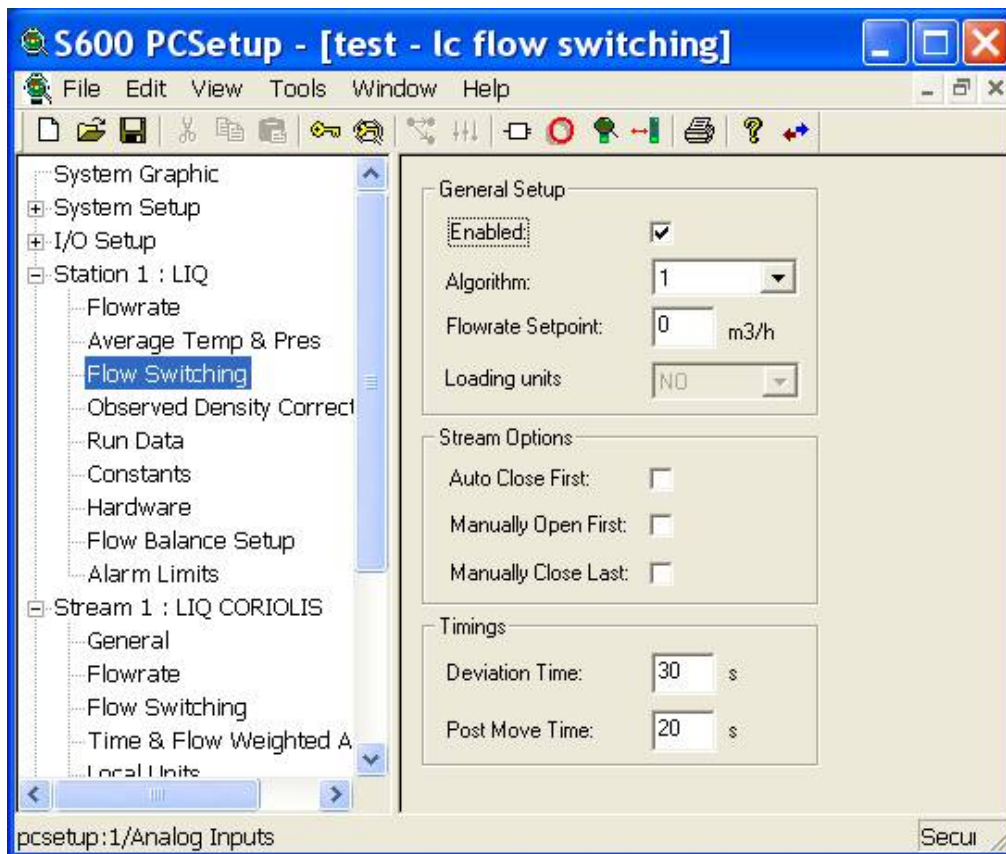 S600 PCSetup - [test - lc flow switching]
File Edit View Tools Window Help
System Graphic
System Setup
I/O Setup
Station 1 : LIQ
Flowrate
Average Temp & Pres
Flow Switching
Observed Density Correct
Run Data
Constants
Hardware
Flow Balance Setup
Alarm Limits
Stream 1 : LIQ CORIOLIS
General
Flowrate
Flow Switching
Time & Flow Weighted A
Local Units
General Setup
Enabled:
Algorithm: 1
Flowrate Setpoint: 0 m3/h
Loading units NO
Stream Options
Auto Close First:
Manually Open First:
Manually Close Last:
Timings
Deviation Time: 30 s
Post Move Time: 20 s
pcsetup:1/Analog Inputs
Secur